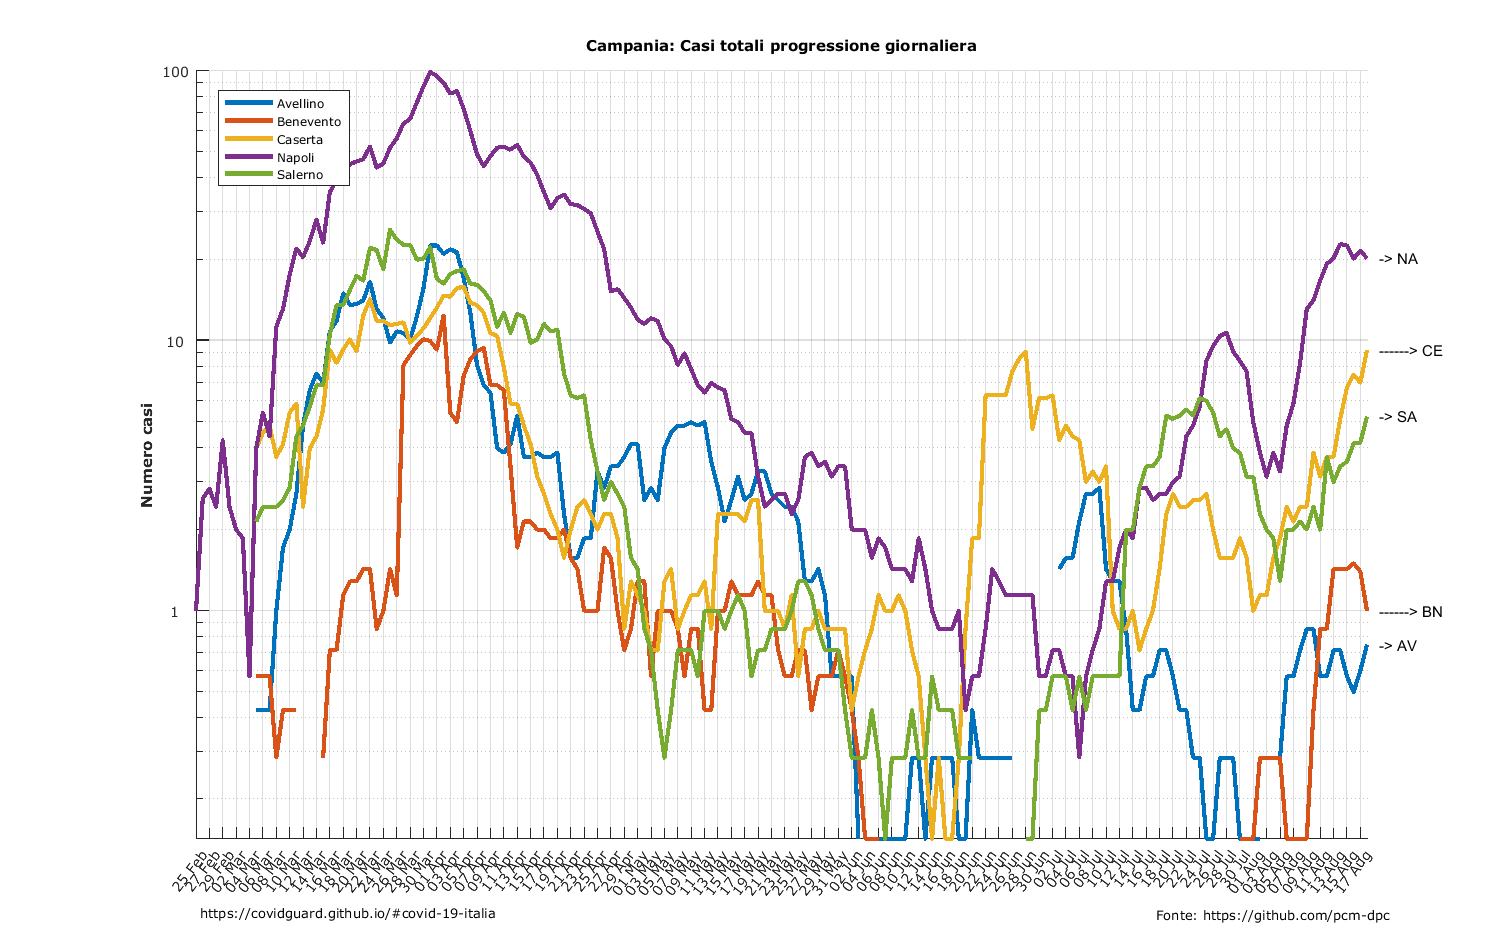 Campania: Casi totali progressione giornaliera
100
10
1
Numero casi
Avellino
Benevento
Caserta
Napoli
Salerno
-> NA
------> CE
-> SA
------> BN
-> AV
25 Feb
27 Feb
29 Feb
02 Mar
04 Mar
06 Mar
08 Mar
10 Mar
12 Mar
14 Mar
16 Mar
18 Mar
20 Mar
22 Mar
24 Mar
26 Mar
28 Mar
30 Mar
01 Apr
03 Apr
05 Apr
07 Apr
09 Apr
11 Apr
13 Apr
15 Apr
17 Apr
19 Apr
21 Apr
23 Apr
25 Apr
27 Apr
29 Apr
01 May
03 May
05 May
07 May
09 May
11 May
13 May
15 May
17 May
19 May
21 May
23 May
25 May
27 May
29 May
31 May
02 Jun
04 Jun
06 Jun
08 Jun
10 Jun
12 Jun
14 Jun
16 Jun
18 Jun
20 Jun
22 Jun
24 Jun
26 Jun
28 Jun
30 Jun
02 Jul
04 Jul
06 Jul
08 Jul
10 Jul
12 Jul
14 Jul
16 Jul
18 Jul
20 Jul
22 Jul
24 Jul
26 Jul
28 Jul
30 Jul
01 Aug
03 Aug
05 Aug
07 Aug
09 Aug
11 Aug
13 Aug
15 Aug
17 Aug
https://covidguard.github.io/#covid-19-italia
Fonte: https://github.com/pcm-dpc